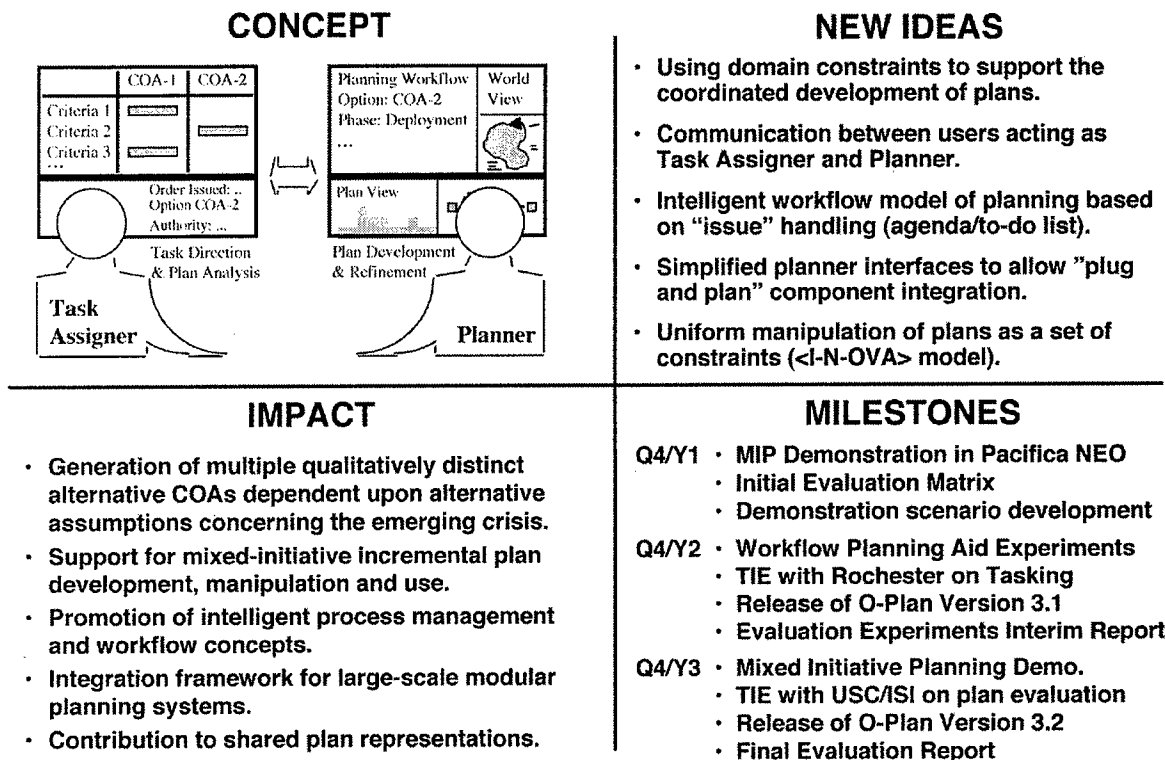 CONCEPT
COA-1 COA-2
Criteria 1
Criteria 2
Criteria 3
...
Order Issued: ..
Option COA-2
Authority: ...
Task Direction
& Plan Analysis
Task
Assigner
Planning Workflow
Option: COA-2
Phase: Deployment
...
World
View
Plan View
Plan Development
& Refinement
Planner
NEW IDEAS
· Using domain constraints to support the
coordinated development of plans.
· Communication between users acting as
Task Assigner and Planner.
· Intelligent workflow model of planning based
on "issue" handling (agenda/to-do list).
· Simplified planner interfaces to allow "plug
and plan" component integration.
· Uniform manipulation of plans as a set of
constraints (<I-N-OVA> model).
IMPACT
· Generation of multiple qualitatively distinct
alternative COAs dependent upon alternative
assumptions concerning the emerging crisis.
· Support for mixed-initiative incremental plan
development, manipulation and use.
· Promotion of intelligent process management
and workflow concepts.
· Integration framework for large-scale modular
planning systems.
· Contribution to shared plan representations.
MILESTONES
Q4/Y1 · MIP Demonstration in Pacifica NEO
· Initial Evaluation Matrix
· Demonstration scenario development
Q4/Y2 · Workflow Planning Aid Experiments
· TIE with Rochester on Tasking
· Release of O-Plan Version 3.1
· Evaluation Experiments Interim Report
Q4/Y3 · Mixed Initiative Planning Demo.
· TIE with USC/ISI on plan evaluation
· Release of O-Plan Version 3.2
· Final Evaluation Report